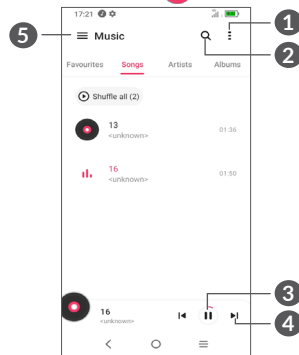 17:21
1
5
Music
2
Favourites Songs Artists Albums
Shuffle all (2)
13
<unknown> 01:36
16
<unknown> 01:50
3
16
<unknown>
4